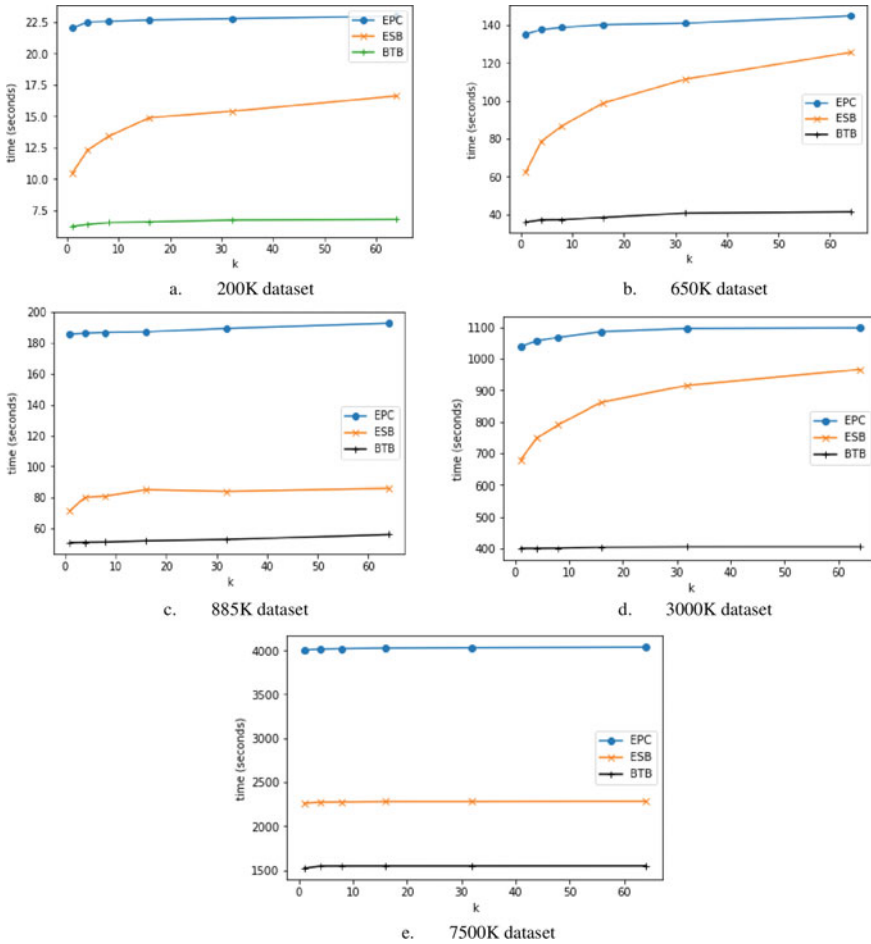 22.5
20.0
17.5
15.0
12.5
10.0
7.5
time (seconds)
0 10 20 30 40 50 60
k
EPC
ESB
BTB
a. 200K dataset
140
120
100
80
60
40
time (seconds)
0 10 20 30 40 50 60
k
EPC
ESB
BTB
b. 650K dataset
200
180
160
140
120
100
80
60
time (seconds)
0 10 20 30 40 50 60
k
EPC
ESB
BTB
c. 885K dataset
1100
1000
900
800
700
600
500
400
time (seconds)
0 10 20 30 40 50 60
k
EPC
ESB
BTB
d. 3000K dataset
4000
3500
3000
2500
2000
1500
time (seconds)
0 10 20 30 40 50 60
k
EPC
ESB
BTB
e. 7500K dataset